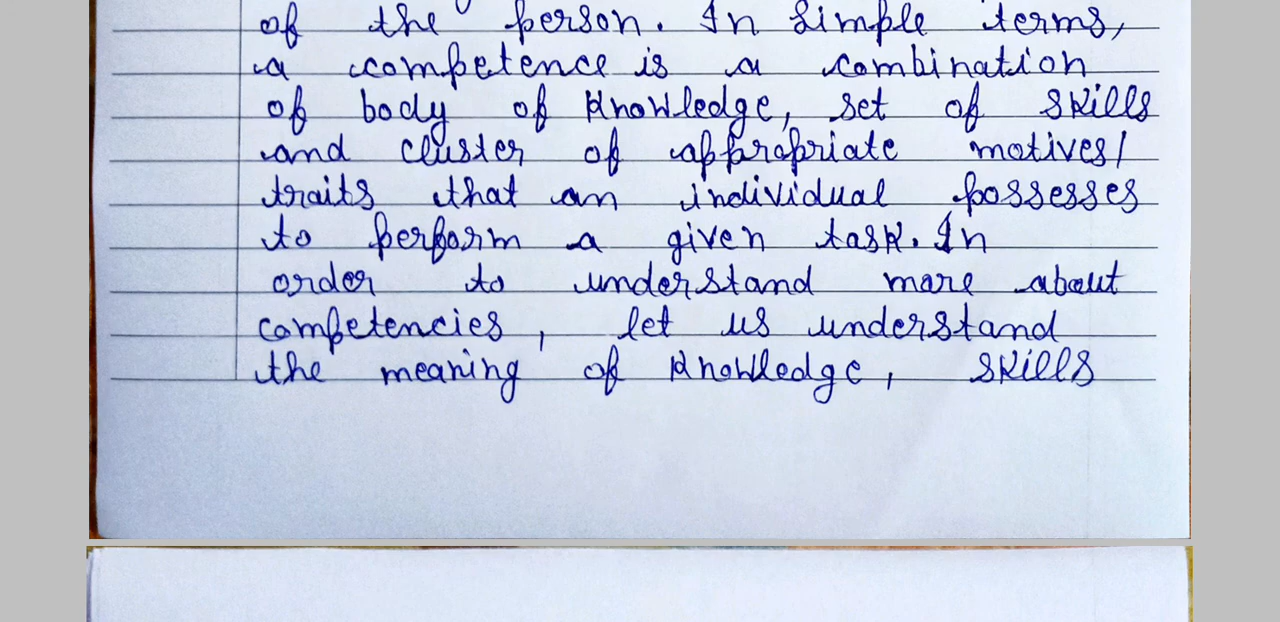 of the person. In simple terms,
a competence is a combination
of body of knowledge, set of skills
and cluster of appropriate motives/
traits that an individual possesses
to perform a given task. In
order to understand more about
competencies, let us understand
the meaning of knowledge, skills